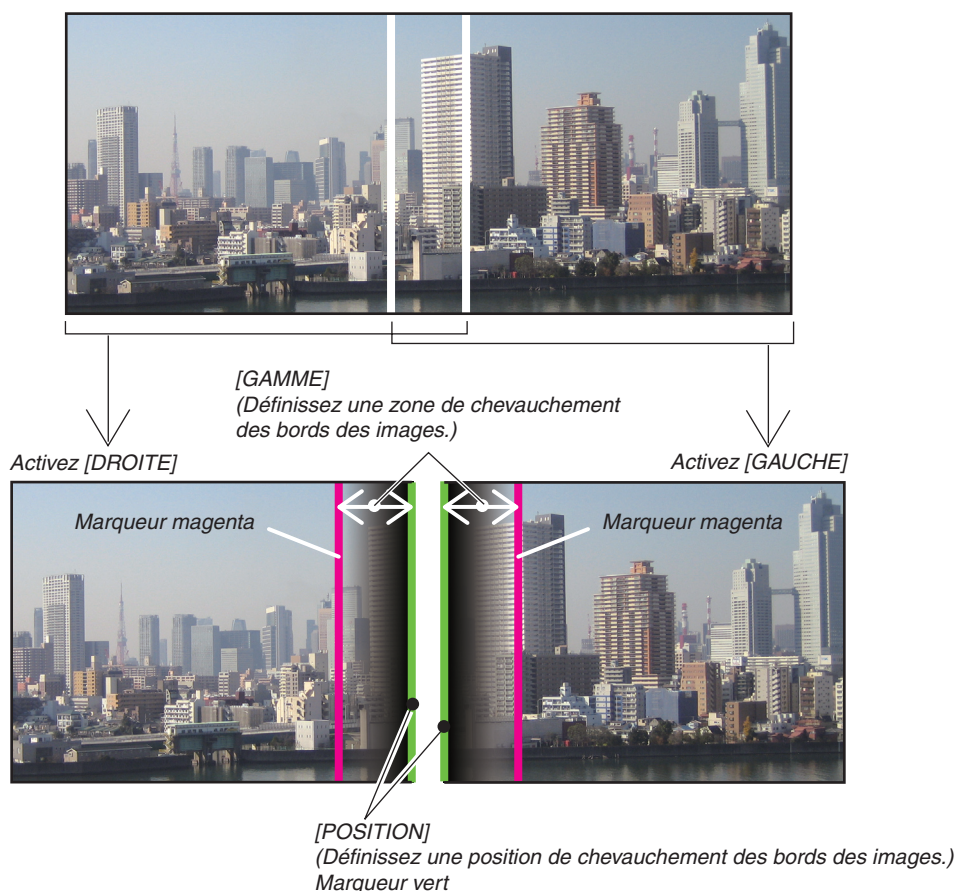 [GAMME]
(Définissez une zone de chevauchement
des bords des images.)
Activez [DROITE]
Activez [GAUCHE]
Marqueur magenta
Marqueur magenta
[POSITION]
(Définissez une position de chevauchement des bords des images.)
Marqueur vert